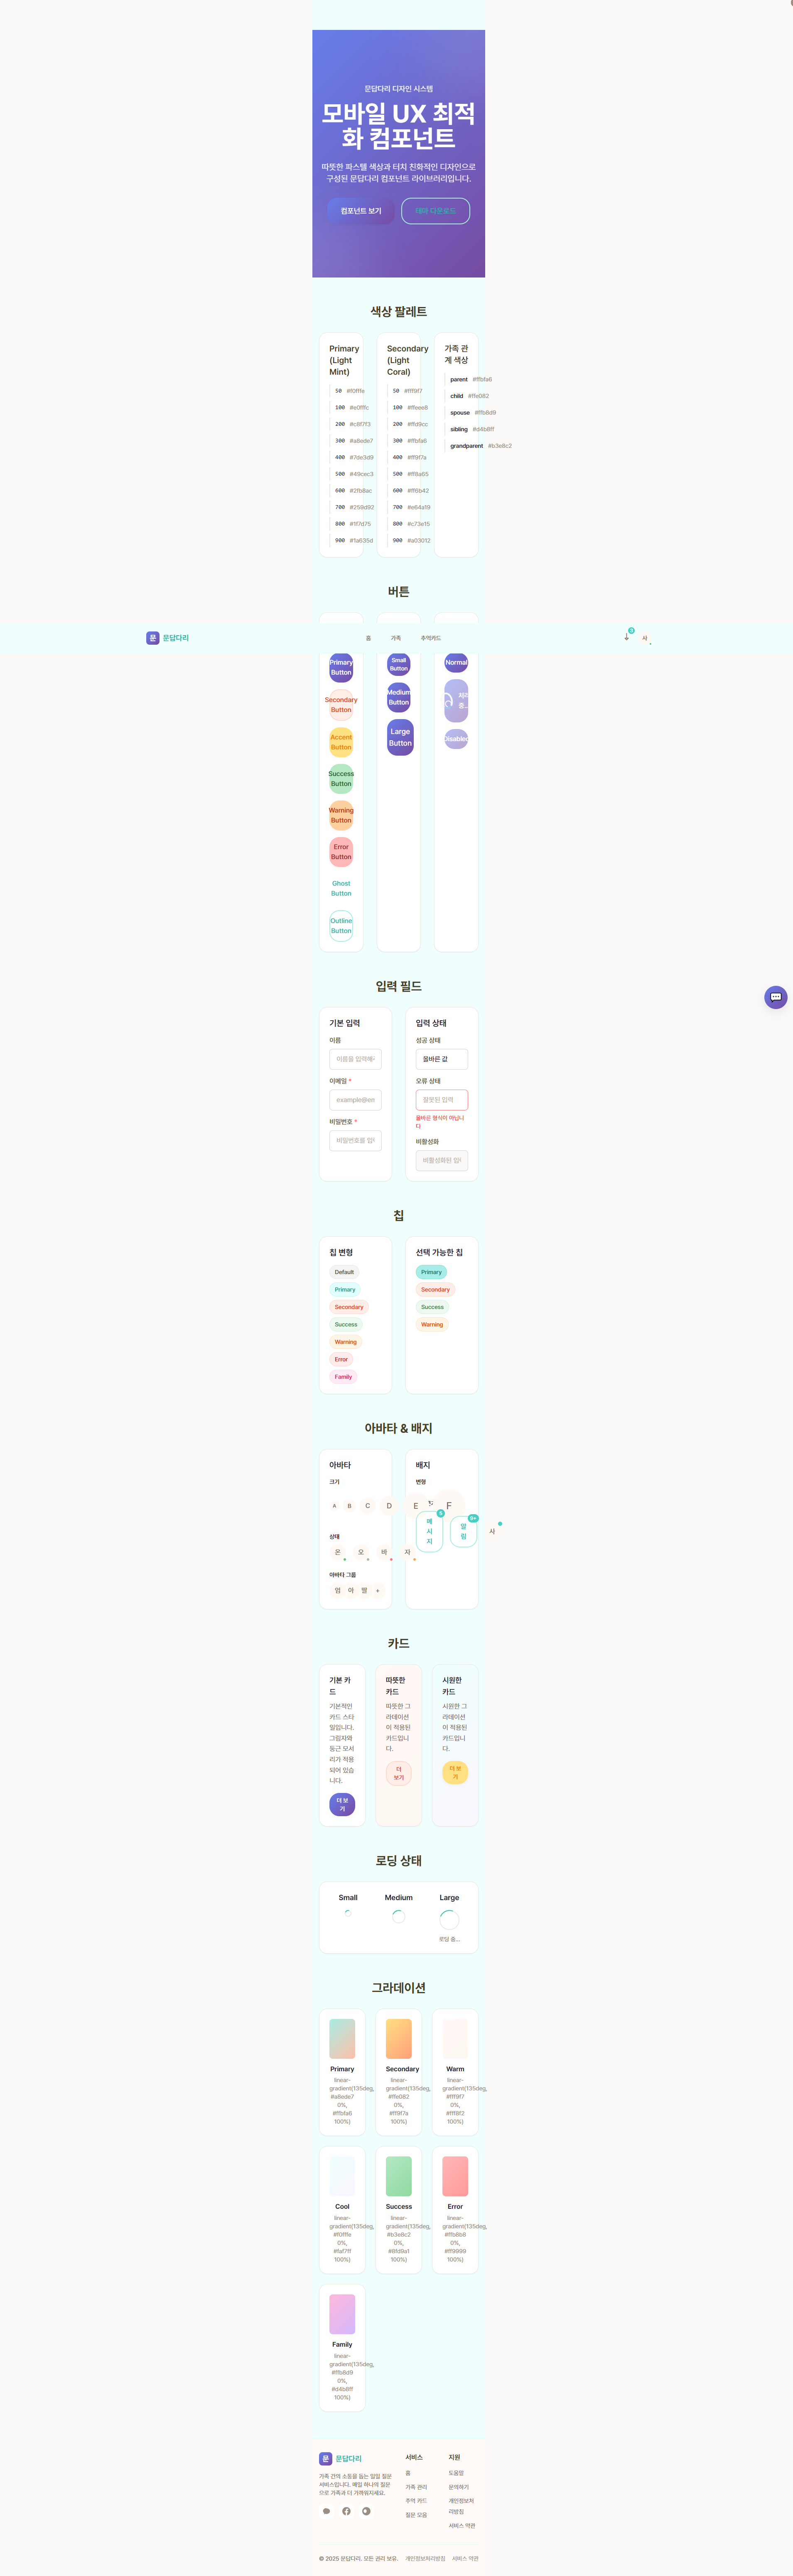 문답다리 디자인 시스템
모바일 UX 최적
화 컴포넌트
따뜻한 파스텔 색상과 터치 친화적인 디자인으로
구성된 문답다리 컴포넌트 라이브러리입니다.
컴포넌트 보기
테마 다운로드
색상 팔레트
Primary
(Light
Mint)
50 #f0fffe
100 #e0fffc
200 #c8f7f3
300 #a8ede7
400 #7de3d9
500 #49cec3
600 #2fb8ac
700 #259d92
800 #1f7d75
900 #1a635d
Secondary
(Light
Coral)
50 #fff9f7
100 #ffeee8
200 #ffd9cc
300 #ffbfa6
400 #ff9f7a
500 #ff8a65
600 #ff6b42
700 #e64a19
800 #c73e15
900 #a03012
가족 관
계 색상
parent #ffbfa6
child #ffe082
spouse #ffb8d9
sibling #d4b8ff
grandparent #b3e8c2
버튼
문 문답다리
홈
가족
추억카드
3
사
Primary
Button
Secondary
Button
Accent
Button
Success
Button
Warning
Button
Error
Button
Ghost
Button
Outline
Button
Small
Button
Medium
Button
Large
Button
Normal
처리
중...
Disabled
입력 필드
기본 입력
이름
이름을 입력해
이메일 *
example@em
비밀번호 *
비밀번호를 입
입력 상태
성공 상태
올바른 값
오류 상태
잘못된 입력
올바른 형식이 아닙니
다
비활성화
비활성화된 입
칩
칩 변형
Default
Primary
Secondary
Success
Warning
Error
Family
선택 가능한 칩
Primary
Secondary
Success
Warning
아바타 & 배지
아바타
크기
A
B
C
D
E
F
상태
온
오
바
자
아바타 그룹
엄
아
딸
+
배지
변형
메
시
지
5
알
림
9+
사
카드
기본 카
드
기본적인
카드 스타
일입니다.
그림자와
둥근 모서
리가 적용
되어 있습
니다.
더 보
기
따뜻한
카드
따뜻한 그
라데이션
이 적용된
카드입니
다.
더
보기
시원한
카드
시원한 그
라데이션
이 적용된
카드입니
다.
더 보
기
로딩 상태
Small
Medium
Large
로딩 중...
그라데이션
Primary
linear-
gradient(135deg,
#a8ede7
0%,
#ffbfa6
100%)
Secondary
linear-
gradient(135deg,
#ffe082
0%,
#ff9f7a
100%)
Warm
linear-
gradient(135deg,
#fff9f7
0%,
#fff8f2
100%)
Cool
linear-
gradient(135deg,
#f0fffe
0%,
#faf7ff
100%)
Success
linear-
gradient(135deg,
#b3e8c2
0%,
#8fd9a1
100%)
Error
linear-
gradient(135deg,
#ffb8b8
0%,
#ff9999
100%)
Family
linear-
gradient(135deg,
#ffb8d9
0%,
#d4b8ff
100%)
문 문답다리
가족 간의 소통을 돕는 일일 질문
서비스입니다. 매일 하나의 질문
으로 가족과 더 가까워지세요.
서비스
홈
가족 관리
추억 카드
질문 모음
지원
도움말
문의하기
개인정보처
리방침
서비스 약관
© 2025 문답다리. 모든 권리 보유.
개인정보처리방침
서비스 약관